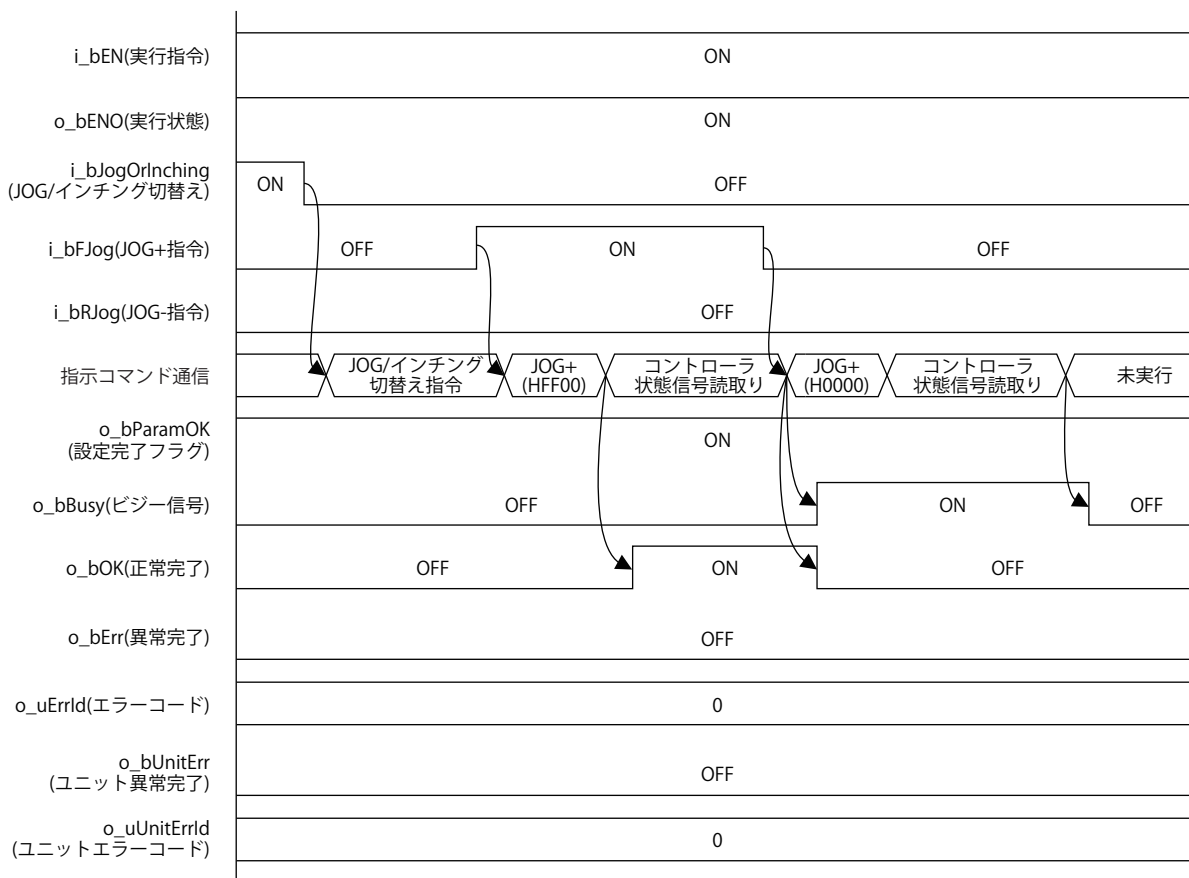 i_bEN(実行指令)
ON
o_bENO(実行状態)
ON
i_bJogOrInching
(JOG/インチング切替え)
ON
OFF
i_bFJog(JOG+指令)
OFF
ON
OFF
i_bRJog(JOG-指令)
OFF
指示コマンド通信
JOG/インチング
切替え指令
JOG+
(HFF00)
コントローラ
状態信号読取り
JOG+
(H0000)
コントローラ
状態信号読取り
未実行
o_bParamOK
(設定完了フラグ)
ON
o_bBusy(ビジー信号)
OFF
ON
OFF
o_bOK(正常完了)
OFF
ON
OFF
o_bErr(異常完了)
OFF
o_uErrId(エラーコード)
0
o_bUnitErr
(ユニット異常完了)
OFF
o_uUnitErrId
(ユニットエラーコード)
0